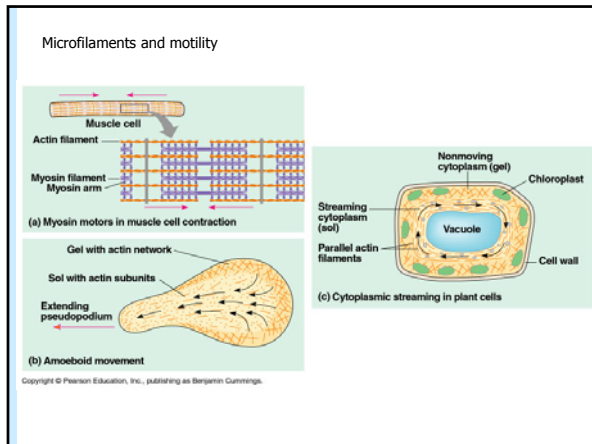 Microfilaments and motility
Muscle cell
Actin filament
Myosin filament
Myosin arm
(a) Myosin motors in muscle cell contraction
Gel with actin network
Sol with actin subunits
Extending
pseudopodium
(b) Amoeboid movement
Nonmoving
cytoplasm (gel)
Chloroplast
Streaming
cytoplasm
(sol)
Vacuole
Parallel actin
filaments
Cell wall
(c) Cytoplasmic streaming in plant cells
Copyright © Pearson Education, Inc., publishing as Benjamin Cummings.